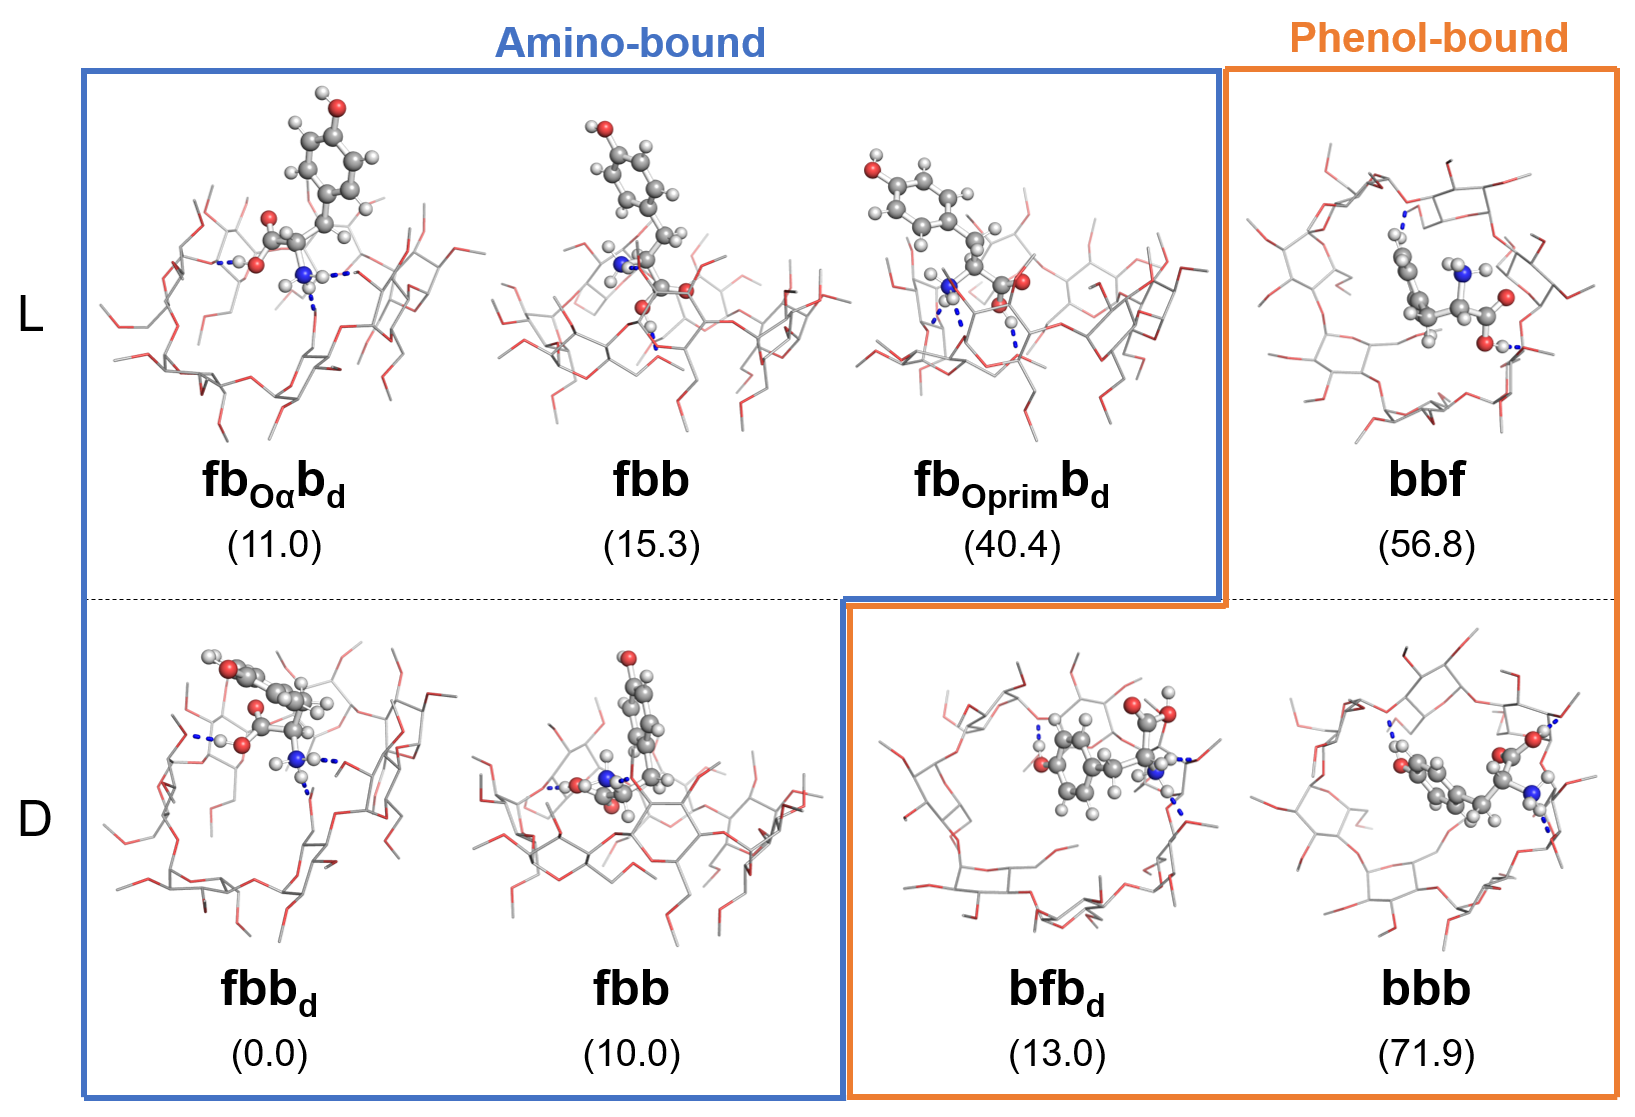 Amino-bound
Phenol-bound
L
fbOαbd
fbb
fbOprimbd
bbf
(11.0)
(15.3)
(40.4)
(56.8)
D
fbbd
fbb
bfbd
bbb
(0.0)
(10.0)
(13.0)
(71.9)